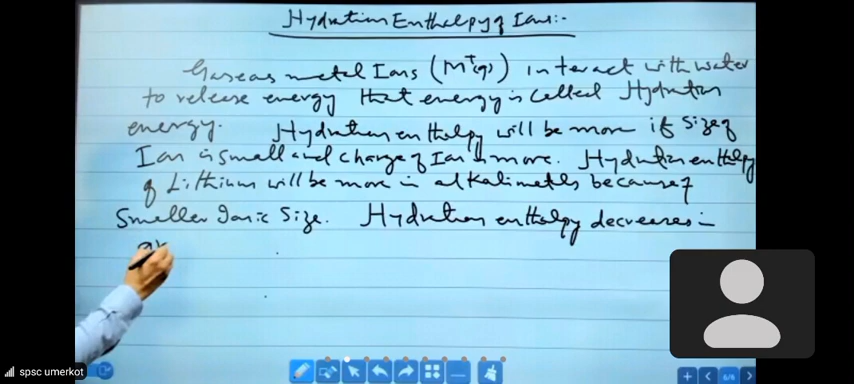 Hydration Enthalpy of Ions:-
Gaseous metal Ions (M⁺(g)) interact with water
to release energy that energy is called Hydration
energy. Hydration enthalpy will be more if size of
Ion is small and charge of Ion is more. Hydration enthalpy
of Lithium will be more in alkali metals because of
Smaller Ionic Size. Hydration enthalpy decreases in
spsc umerkot
6/6